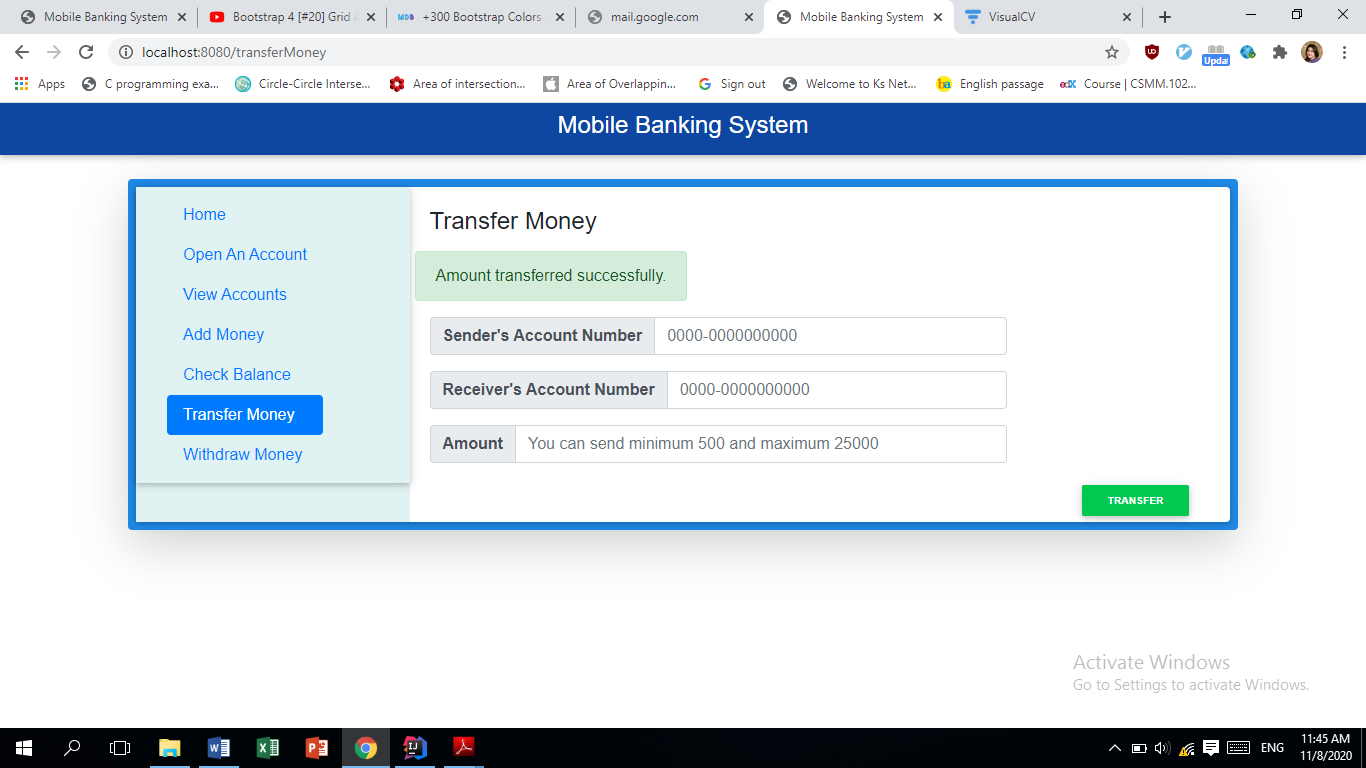 Mobile Banking System
Bootstrap 4 [#20] Grid
MDB +300 Bootstrap Colors
mail.google.com
Mobile Banking System
VisualCV
localhost:8080/transferMoney
Upda
Apps
C programming exa...
Circle-Circle Interse...
Area of intersection...
Area of Overlappin...
G Sign out
Welcome to Ks Net...
ba English passage
edX Course | CSMM.102...
Mobile Banking System
Home
Open An Account
View Accounts
Add Money
Check Balance
Transfer Money
Withdraw Money
Transfer Money
Amount transferred successfully.
Sender's Account Number 0000-0000000000
Receiver's Account Number 0000-0000000000
Amount You can send minimum 500 and maximum 25000
TRANSFER
Activate Windows
Go to Settings to activate Windows.
ENG
11:45 AM
11/8/2020